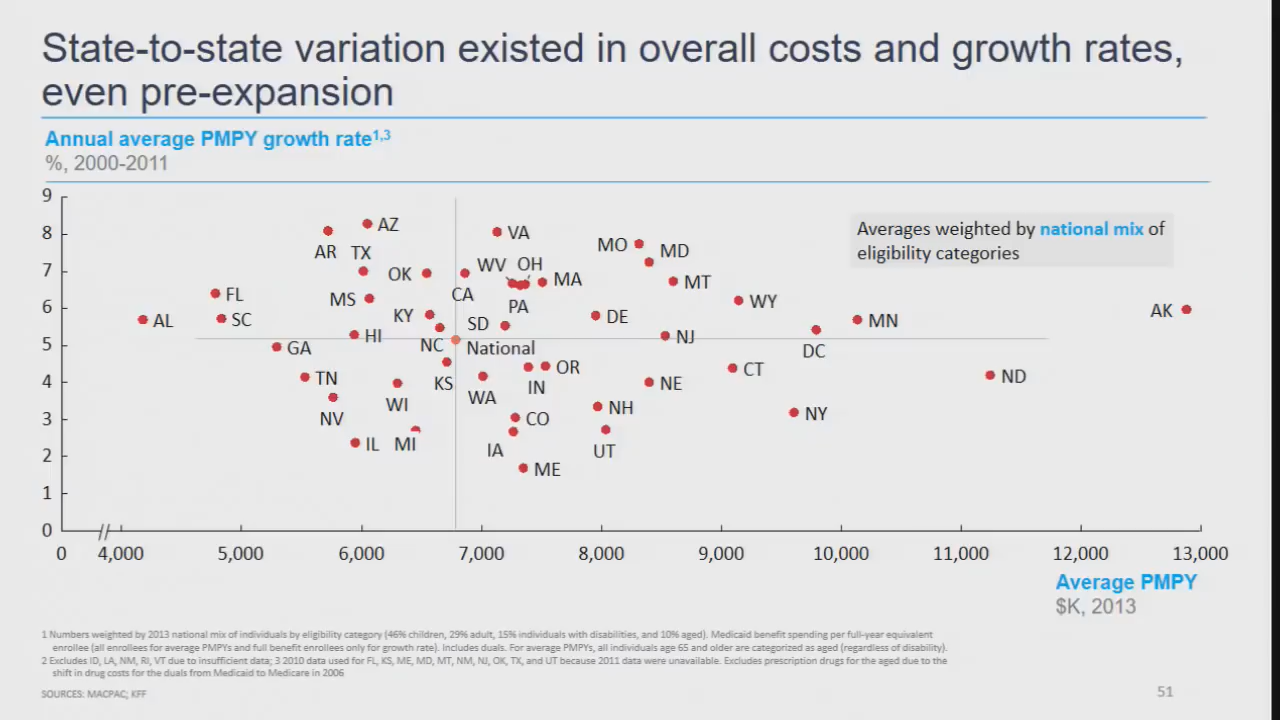 State-to-state variation existed in overall costs and growth rates,
even pre-expansion
Annual average PMPY growth rate1,3
%, 2000-2011
9
8
7
6
5
4
3
2
1
0
AZ
AR
TX
VA
MO
MD
Averages weighted by national mix of
eligibility categories
OK
WV
OH
CA
MA
MT
FL
MS
PA
WY
AL
SC
KY
SD
DE
MN
AK
HI
NC
National
NJ
DC
GA
KS
OR
CT
TN
WI
WA
IN
NE
ND
NV
NH
NY
IL
MI
CO
IA
UT
ME
0
4,000
5,000
6,000
7,000
8,000
9,000
10,000
11,000
12,000
13,000
Average PMPY
$K, 2013
1 Numbers weighted by 2013 national mix of individuals by eligibility category (46% children, 29% adult, 15% individuals with disabilities, and 10% aged). Medicaid benefit spending per full-year equivalent
enrollee (all enrollees for average PMPYs and full benefit enrollees only for growth rate). Includes duals. For average PMPYs, all individuals age 65 and older are categorized as aged (regardless of disability).
2 Excludes ID, LA, NM, RI, VT due to insufficient data; 3 2010 data used for FL, KS, ME, MD, MT, NM, NJ, OK, TX, and UT because 2011 data were unavailable. Excludes prescription drugs for the aged due to the
shift in drug costs for the duals from Medicaid to Medicare in 2006
SOURCES: MACPAC; KFF
51